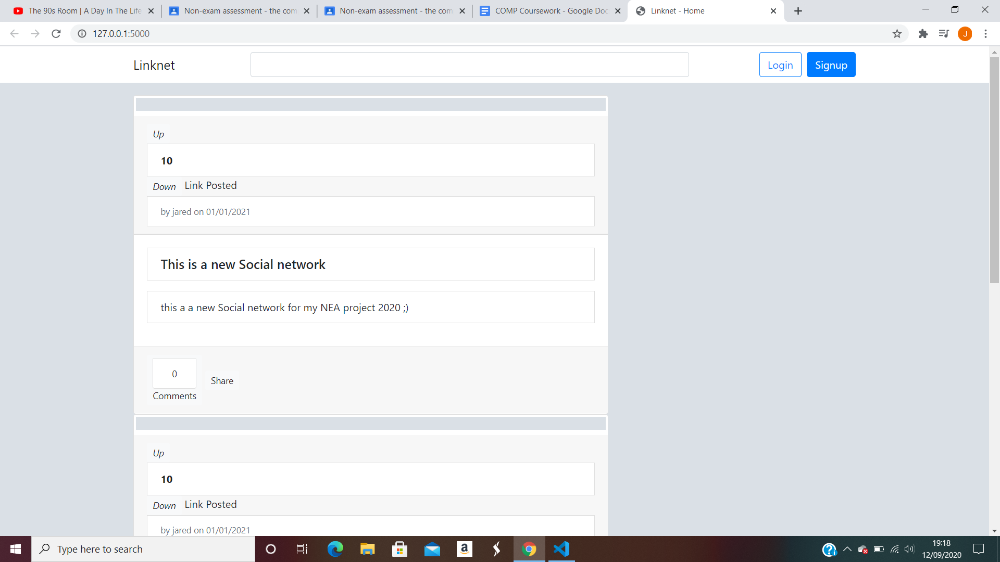 The 90s Room | A Day In The Life
Non-exam assessment - the com
Non-exam assessment - the com
COMP Coursework - Google Doc
Linknet - Home
127.0.0.1:5000
J
Linknet
Login
Signup
Up
10
Down Link Posted
by jared on 01/01/2021
This is a new Social network
this a a new Social network for my NEA project 2020 ;)
0
Comments
Share
Up
10
Down Link Posted
by jared on 01/01/2021
Type here to search
19:18
12/09/2020